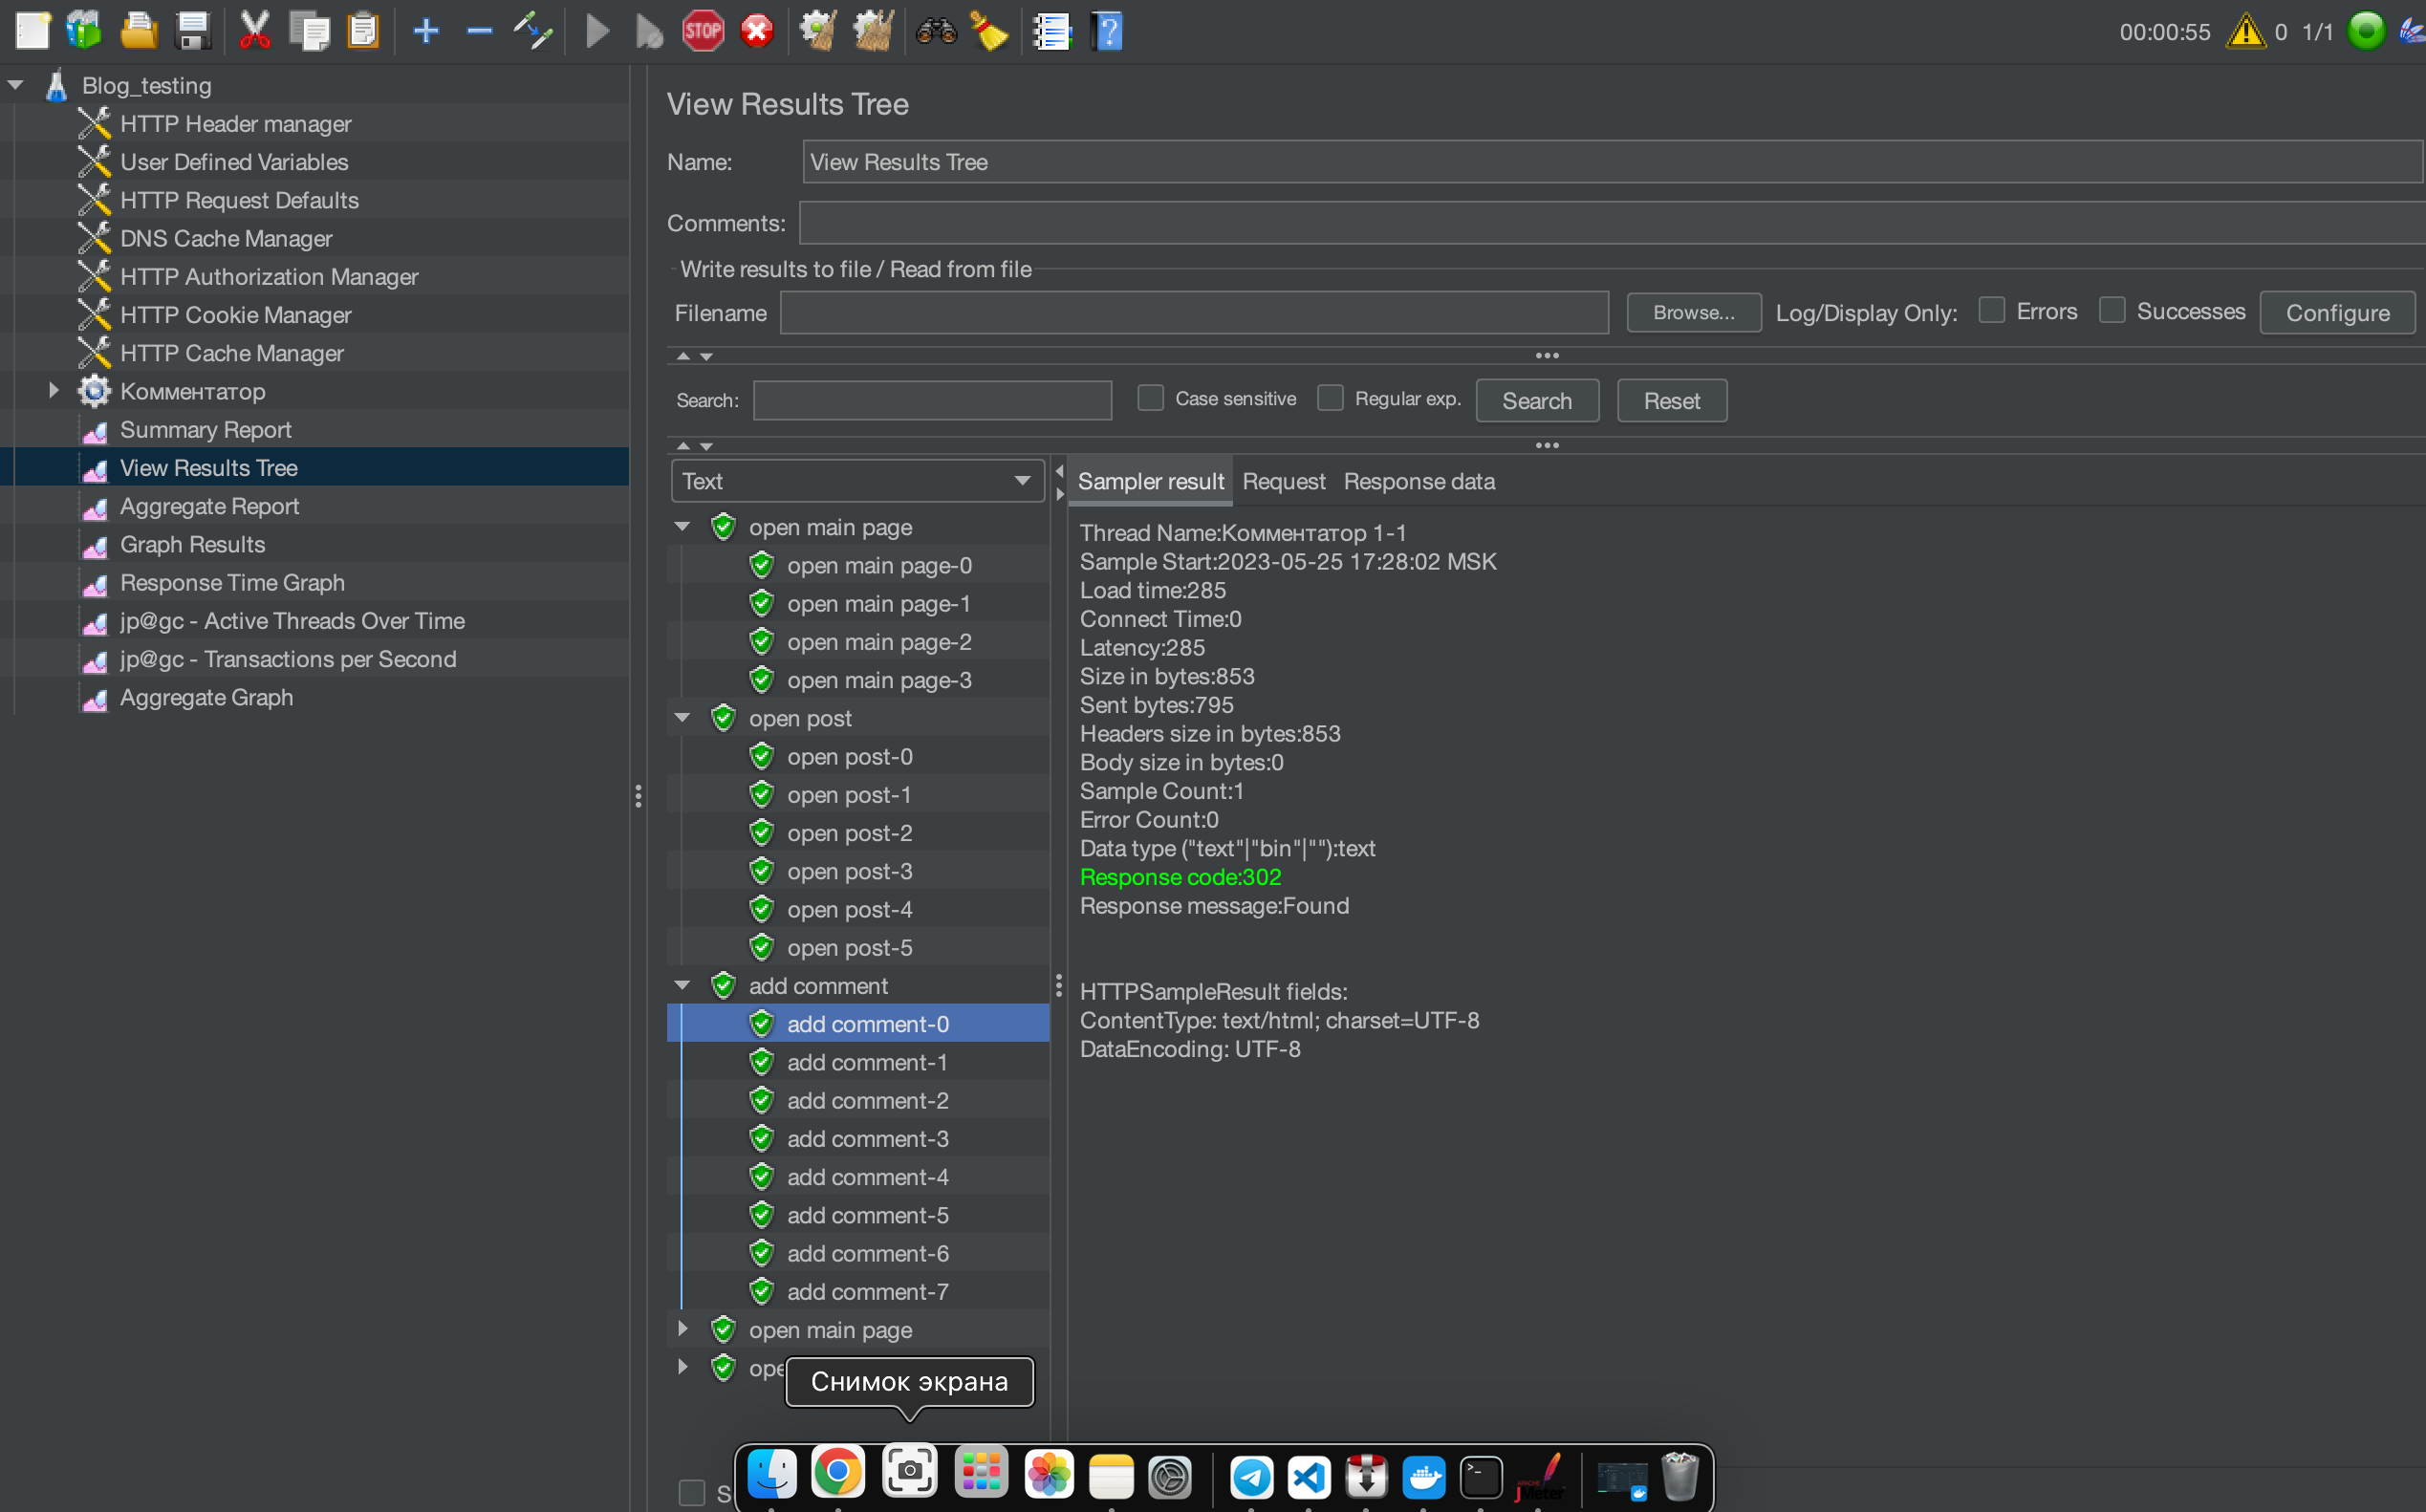 STOP
00:00:55
0 1/1
Blog_testing
HTTP Header manager
User Defined Variables
HTTP Request Defaults
DNS Cache Manager
HTTP Authorization Manager
HTTP Cookie Manager
HTTP Cache Manager
Комментатор
Summary Report
View Results Tree
Aggregate Report
Graph Results
Response Time Graph
jp@gc - Active Threads Over Time
jp@gc - Transactions per Second
Aggregate Graph
View Results Tree
Name: View Results Tree
Comments:
Write results to file / Read from file
Filename Browse... Log/Display Only: Errors Successes Configure
Search: Case sensitive Regular exp. Search Reset
Text
open main page
open main page-0
open main page-1
open main page-2
open main page-3
open post
open post-0
open post-1
open post-2
open post-3
open post-4
open post-5
add comment
add comment-0
add comment-1
add comment-2
add comment-3
add comment-4
add comment-5
add comment-6
add comment-7
open main page
ope
Sampler result Request Response data
Thread Name:Комментатор 1-1
Sample Start:2023-05-25 17:28:02 MSK
Load time:285
Connect Time:0
Latency:285
Size in bytes:853
Sent bytes:795
Headers size in bytes:853
Body size in bytes:0
Sample Count:1
Error Count:0
Data type ("text"|"bin"|""):text
Response code:302
Response message:Found
HTTPSampleResult fields:
ContentType: text/html; charset=UTF-8
DataEncoding: UTF-8
Снимок экрана
S
APACHE
JMeter